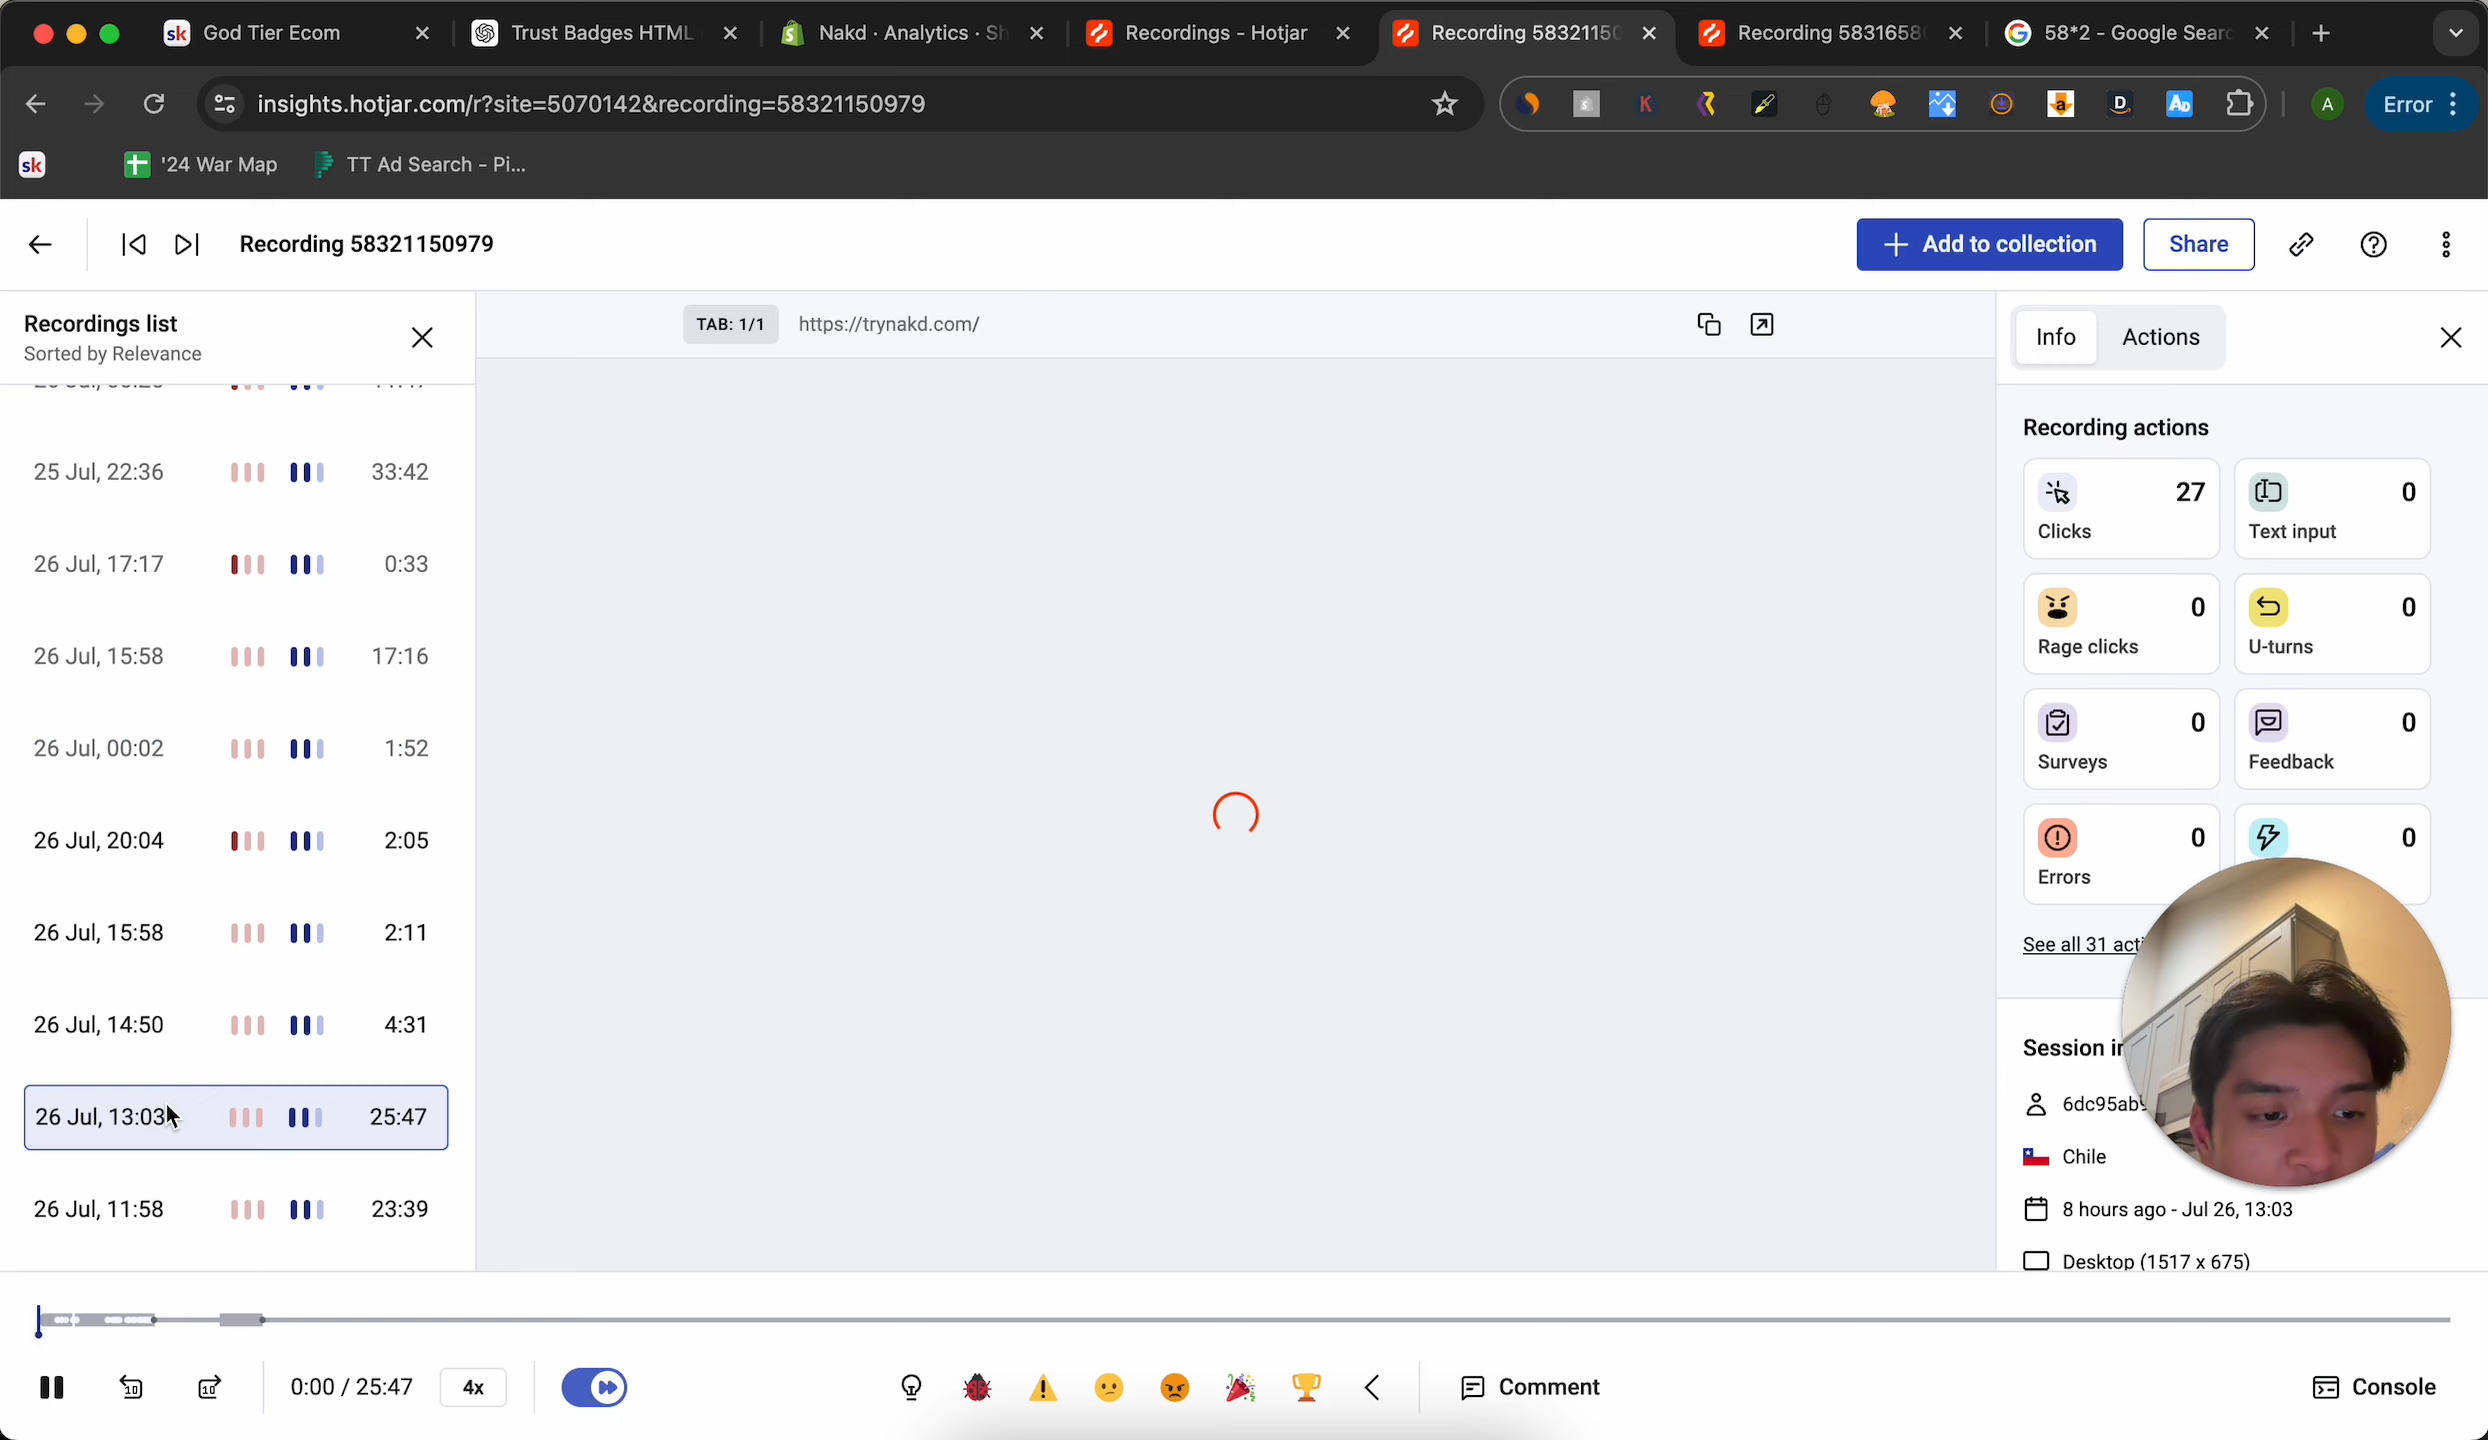 sk God Tier Ecom
Trust Badges HTML
Nakd · Analytics · Sh
Recordings - Hotjar
Recording 58321150
Recording 5831658
58*2 - Google Sear
insights.hotjar.com/r?site=5070142&recording=58321150979
A
Error
sk
'24 War Map
TT Ad Search - Pi...
Recording 58321150979
Add to collection
Share
Recordings list
Sorted by Relevance
TAB: 1/1
https://trynakd.com/
Info
Actions
25 Jul, 22:36 33:42
26 Jul, 17:17 0:33
26 Jul, 15:58 17:16
26 Jul, 00:02 1:52
26 Jul, 20:04 2:05
26 Jul, 15:58 2:11
26 Jul, 14:50 4:31
26 Jul, 13:03 25:47
26 Jul, 11:58 23:39
Recording actions
27
Clicks
0
Text input
0
Rage clicks
0
U-turns
0
Surveys
0
Feedback
0
Errors
0
See all 31 acti
Session in
6dc95ab
Chile
8 hours ago - Jul 26, 13:03
Desktop (1517 x 675)
10
10
0:00 / 25:47
4x
Comment
Console